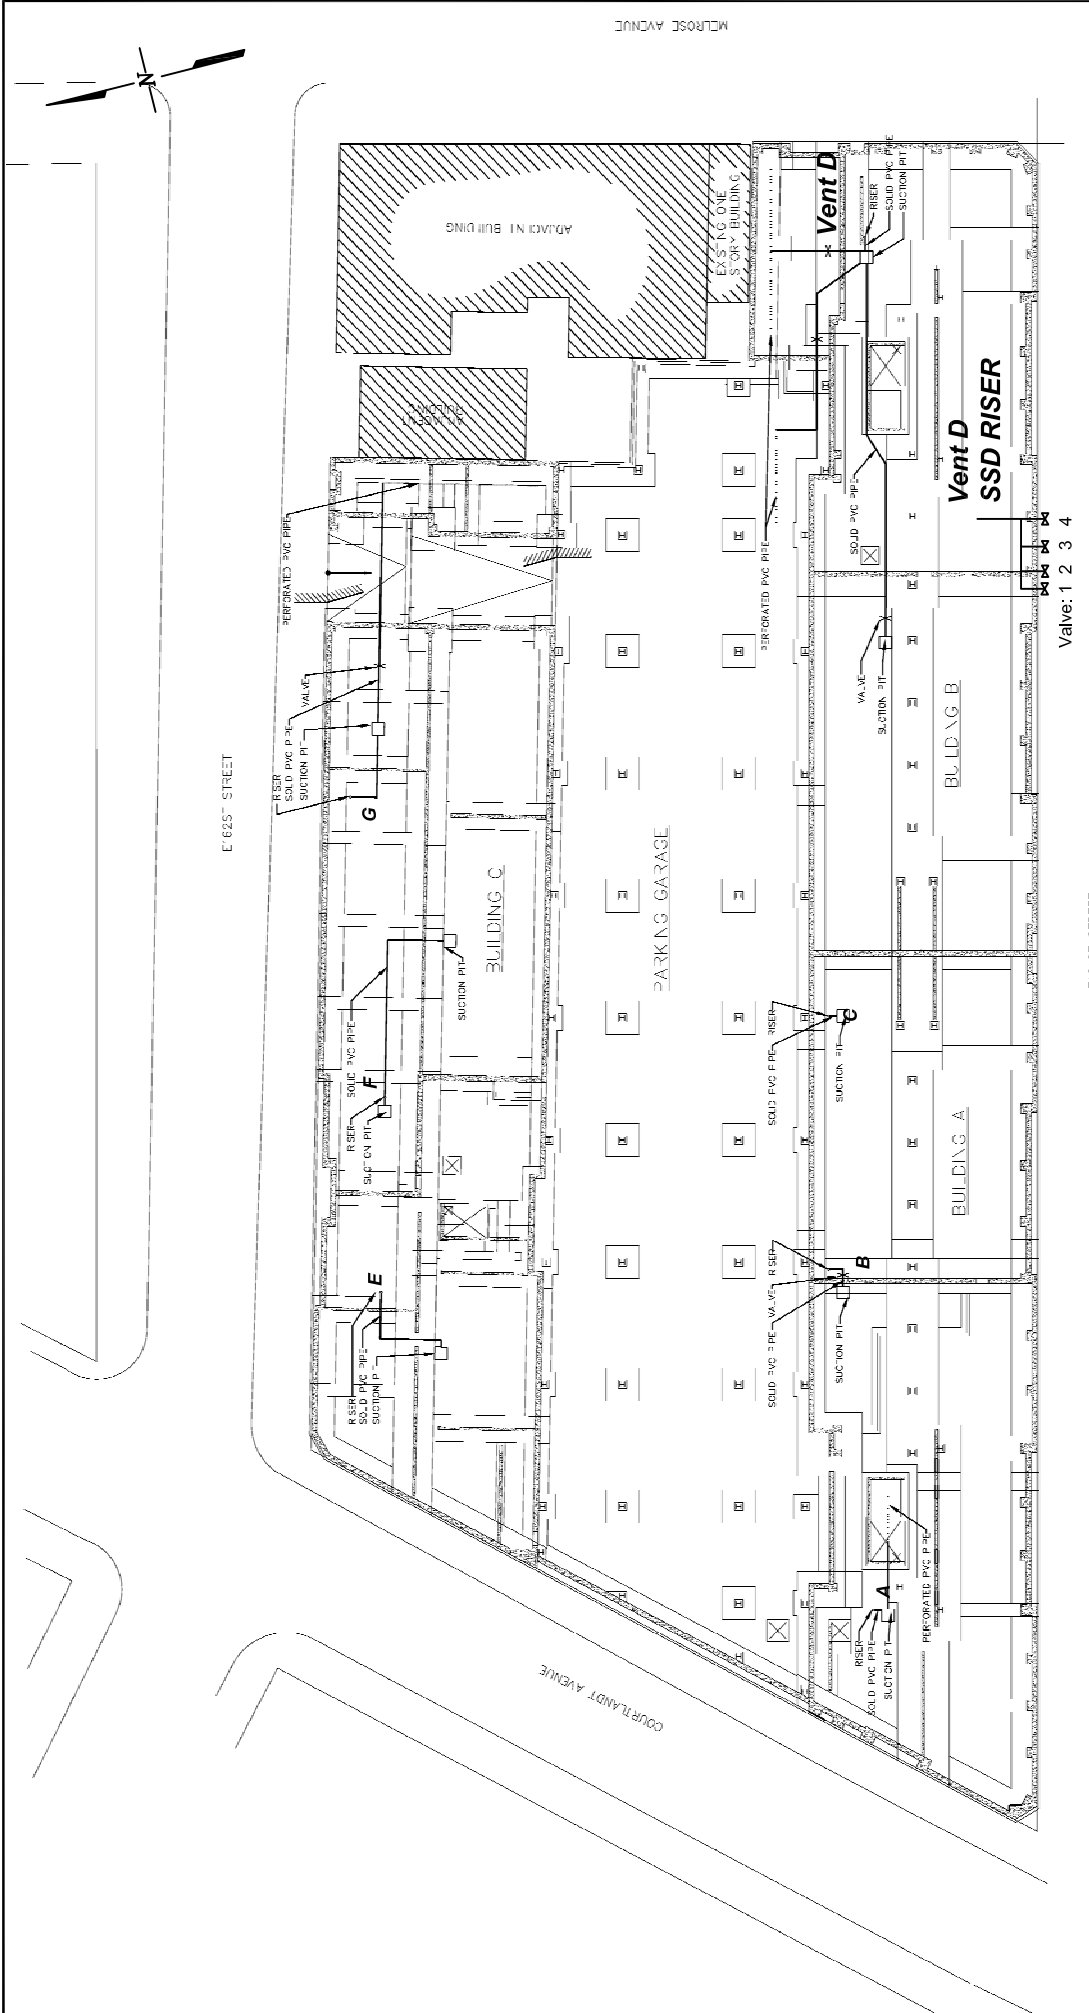 MELROSE AVENUE
N
ADJACENT BUILDING
EXISTING ONE
STORY BUILDING
Vent D
RISER
SOLID PVC PIPE
SUCTION PIT
ADJACENT
BUILDING
PERFORATED PVC PIPE
VALVE
RISER
SOLID PVC PIPE
SUCTION PIT
G
E162ST STREET
PERFORATED PVC PIPE
SOLID PVC PIPE
Vent D
SSD RISER
Valve: 1 2 3 4
VALVE
SUCTION PIT
BUILDING B
BUILDING C
PARKING GARAGE
SUCTION PIT
SOLID PVC PIPE
F
RISER
SUCTION PIT
SOLID PVC PIPE
RISER
C
SUCTION PIT
BUILDING A
E
RISER
SOLID PVC PIPE
SUCTION PIT
RISER
VALVE
SOLID PVC PIPE
B
SUCTION PIT
A
RISER
SOLID PVC PIPE
SUCTION PIT
PERFORATED PVC PIPE
COURTLANDT AVENUE